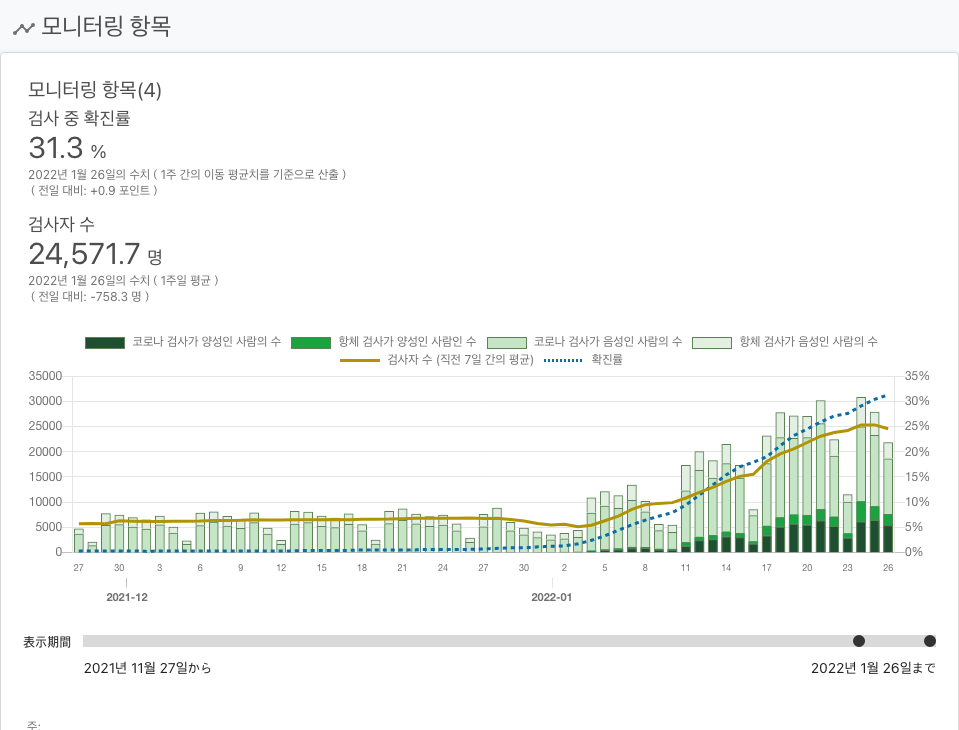 모니터링 항목
모니터링 항목(4)
검사 중 확진률
31.3 %
2022년 1월 26일의 수치 ( 1주 간의 이동 평균치를 기준으로 산출 )
( 전일 대비: +0.9 포인트 )
검사자 수
24,571.7 명
2022년 1월 26일의 수치 ( 1주일 평균 )
( 전일 대비: -758.3 명 )
코로나 검사가 양성인 사람의 수 항체 검사가 양성인 사람인 수 코로나 검사가 음성인 사람의 수 항체 검사가 음성인 사람의 수
검사자 수 (직전 7일 간의 평균) 확진률
35000 35%
30000 30%
25000 25%
20000 20%
15000 15%
10000 10%
5000 5%
0 0%
27 30 3 6 9 12 15 18 21 24 27 30 2 5 8 11 14 17 20 23 26
2021-12 2022-01
表示期間
2021년 11월 27일から 2022년 1월 26일まで
주: